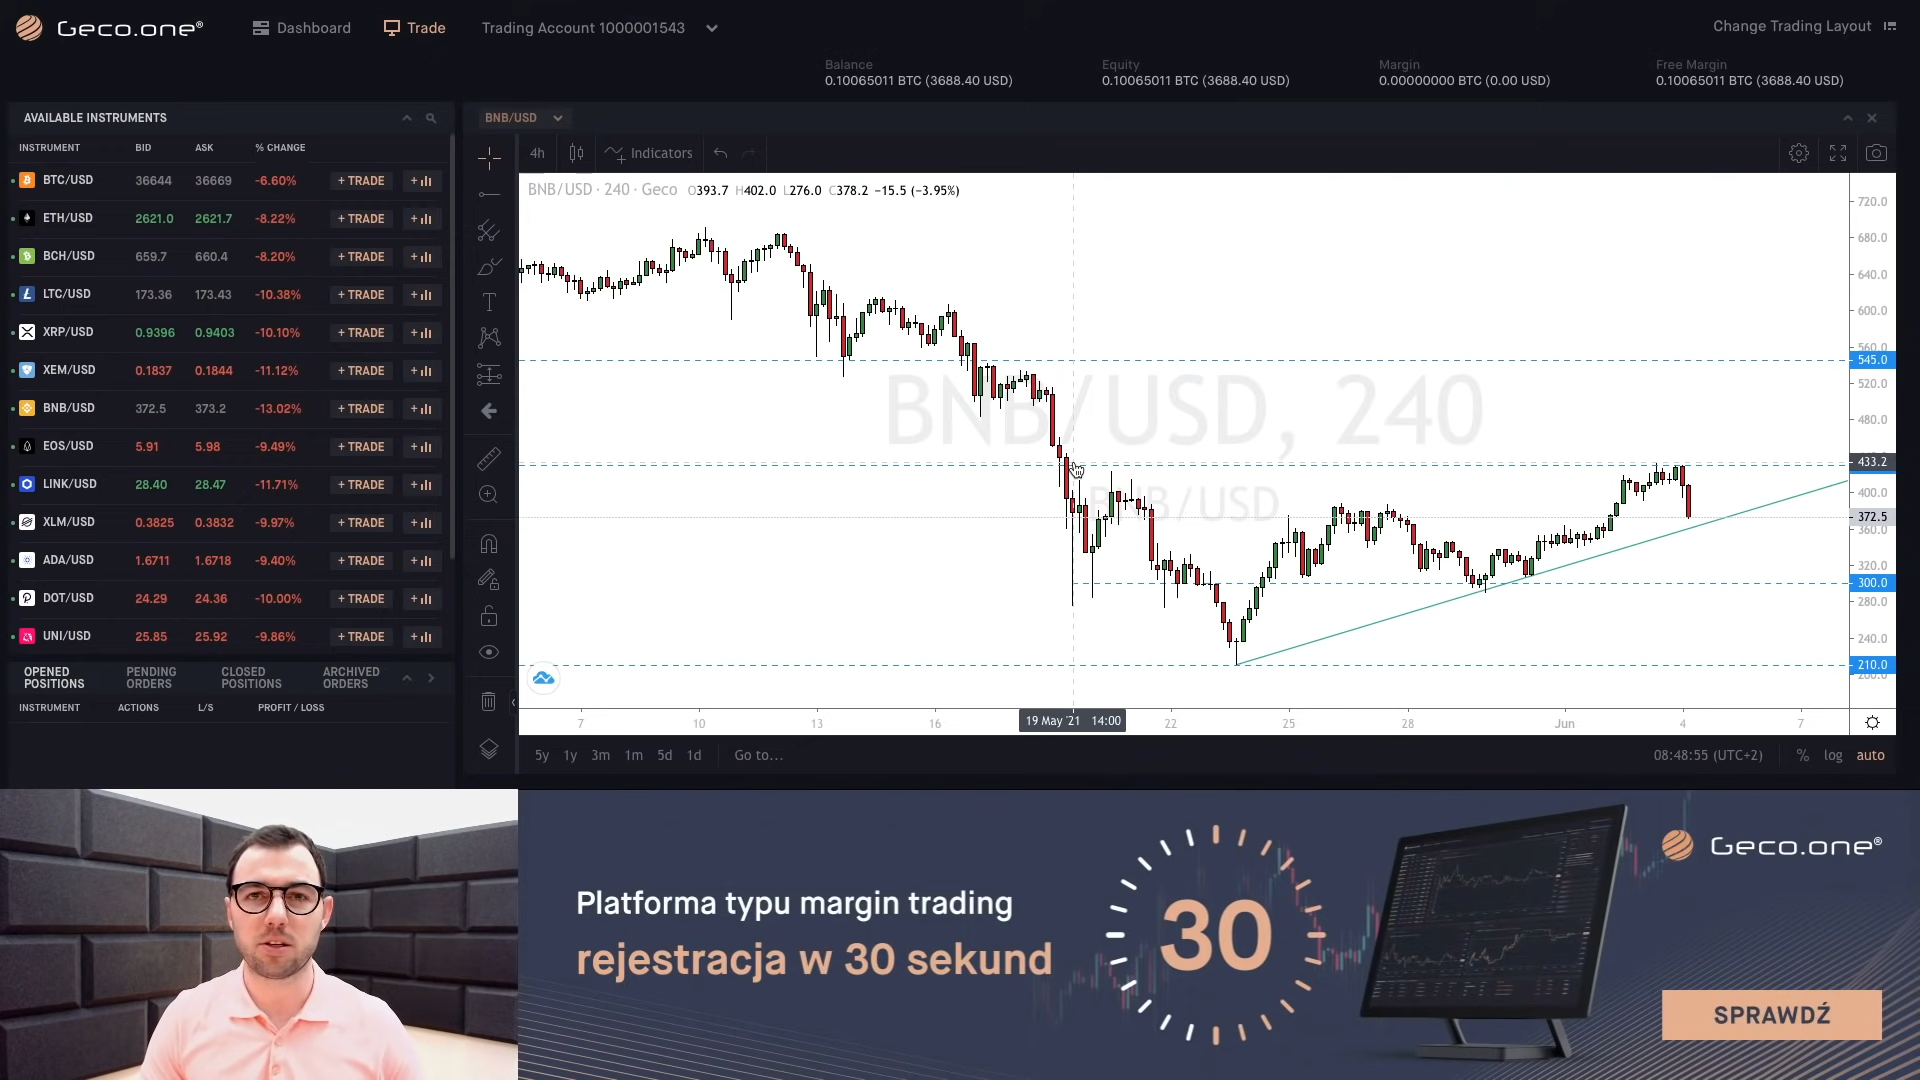 Geco.one®
Dashboard
Trade
Trading Account 1000001543
Change Trading Layout
Balance
0.10065011 BTC (3688.40 USD)
Equity
0.10065011 BTC (3688.40 USD)
Margin
0.00000000 BTC (0.00 USD)
Free Margin
0.10065011 BTC (3688.40 USD)
AVAILABLE INSTRUMENTS
INSTRUMENT BID ASK % CHANGE
BTC/USD 36644 36669 -6.60% + TRADE
ETH/USD 2621.0 2621.7 -8.22% + TRADE
BCH/USD 659.7 660.4 -8.20% + TRADE
LTC/USD 173.36 173.43 -10.38% + TRADE
XRP/USD 0.9396 0.9403 -10.10% + TRADE
XEM/USD 0.1837 0.1844 -11.12% + TRADE
BNB/USD 372.5 373.2 -13.02% + TRADE
EOS/USD 5.91 5.98 -9.49% + TRADE
LINK/USD 28.40 28.47 -11.71% + TRADE
XLM/USD 0.3825 0.3832 -9.97% + TRADE
ADA/USD 1.6711 1.6718 -9.40% + TRADE
DOT/USD 24.29 24.36 -10.00% + TRADE
UNI/USD 25.85 25.92 -9.86% + TRADE
OPENED POSITIONS
PENDING ORDERS
CLOSED POSITIONS
ARCHIVED ORDERS
INSTRUMENT ACTIONS L/S PROFIT / LOSS
BNB/USD
4h
Indicators
BNB/USD · 240 · Geco O393.7 H402.0 L276.0 C378.2 −15.5 (−3.95%)
BNB/USD, 240
BNB/USD
720.0
680.0
640.0
600.0
560.0
545.0
520.0
480.0
433.2
400.0
372.5
360.0
320.0
300.0
280.0
240.0
210.0
200.0
7 10 13 16 19 May '21 14:00 22 25 28 Jun 4 7
5y 1y 3m 1m 5d 1d Go to...
08:48:55 (UTC+2) % log auto
Platforma typu margin trading
rejestracja w 30 sekund
30
Geco.one®
SPRAWDŹ